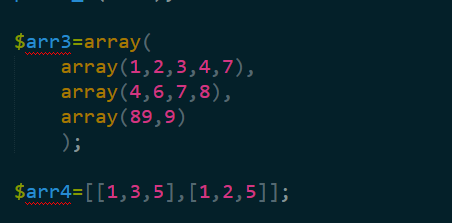 $arr3=array(
    array(1,2,3,4,7),
    array(4,6,7,8),
    array(89,9)
    );
$arr4=[[1,3,5],[1,2,5]];